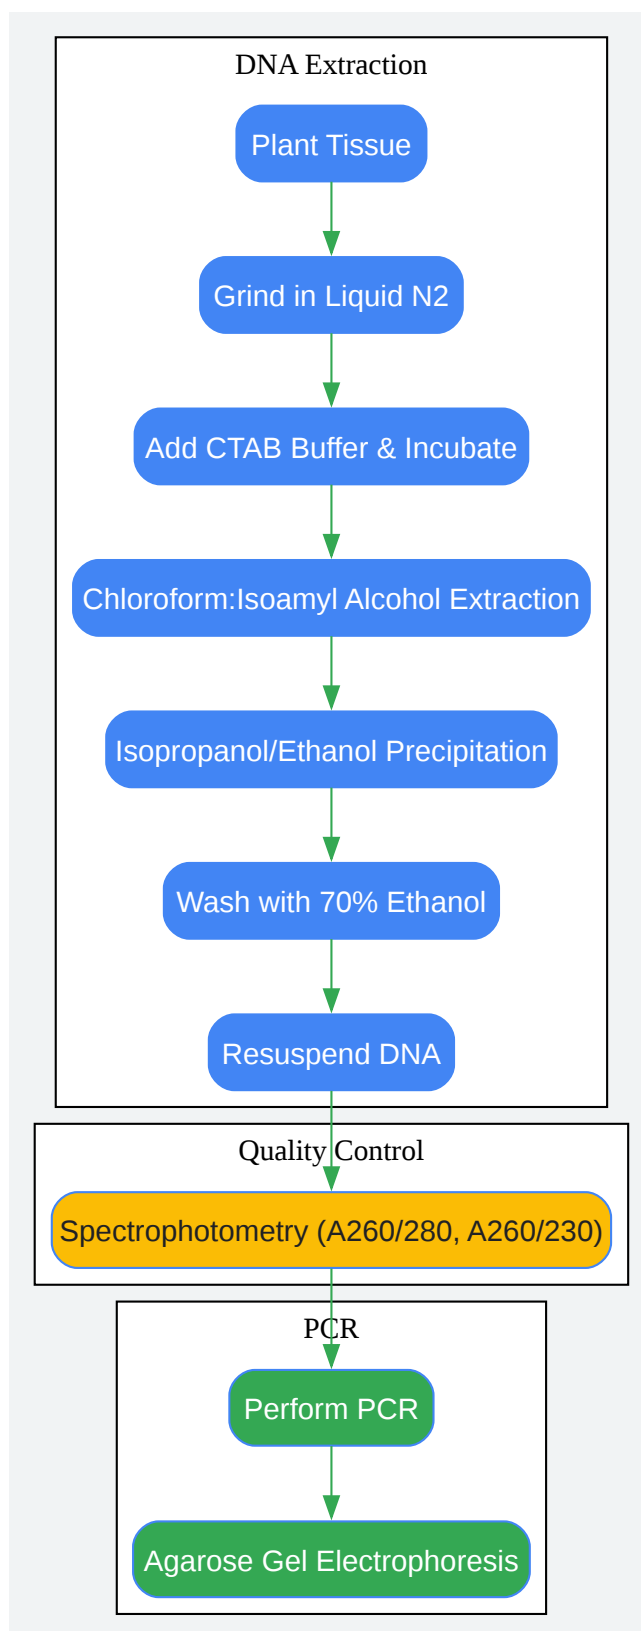 DNA Extraction
Plant Tissue
Grind in Liquid N2
Add CTAB Buffer & Incubate
Chloroform:Isoamyl Alcohol Extraction
Isopropanol/Ethanol Precipitation
Wash with 70% Ethanol
Resuspend DNA
Quality Control
Spectrophotometry (A260/280, A260/230)
PCR
Perform PCR
Agarose Gel Electrophoresis